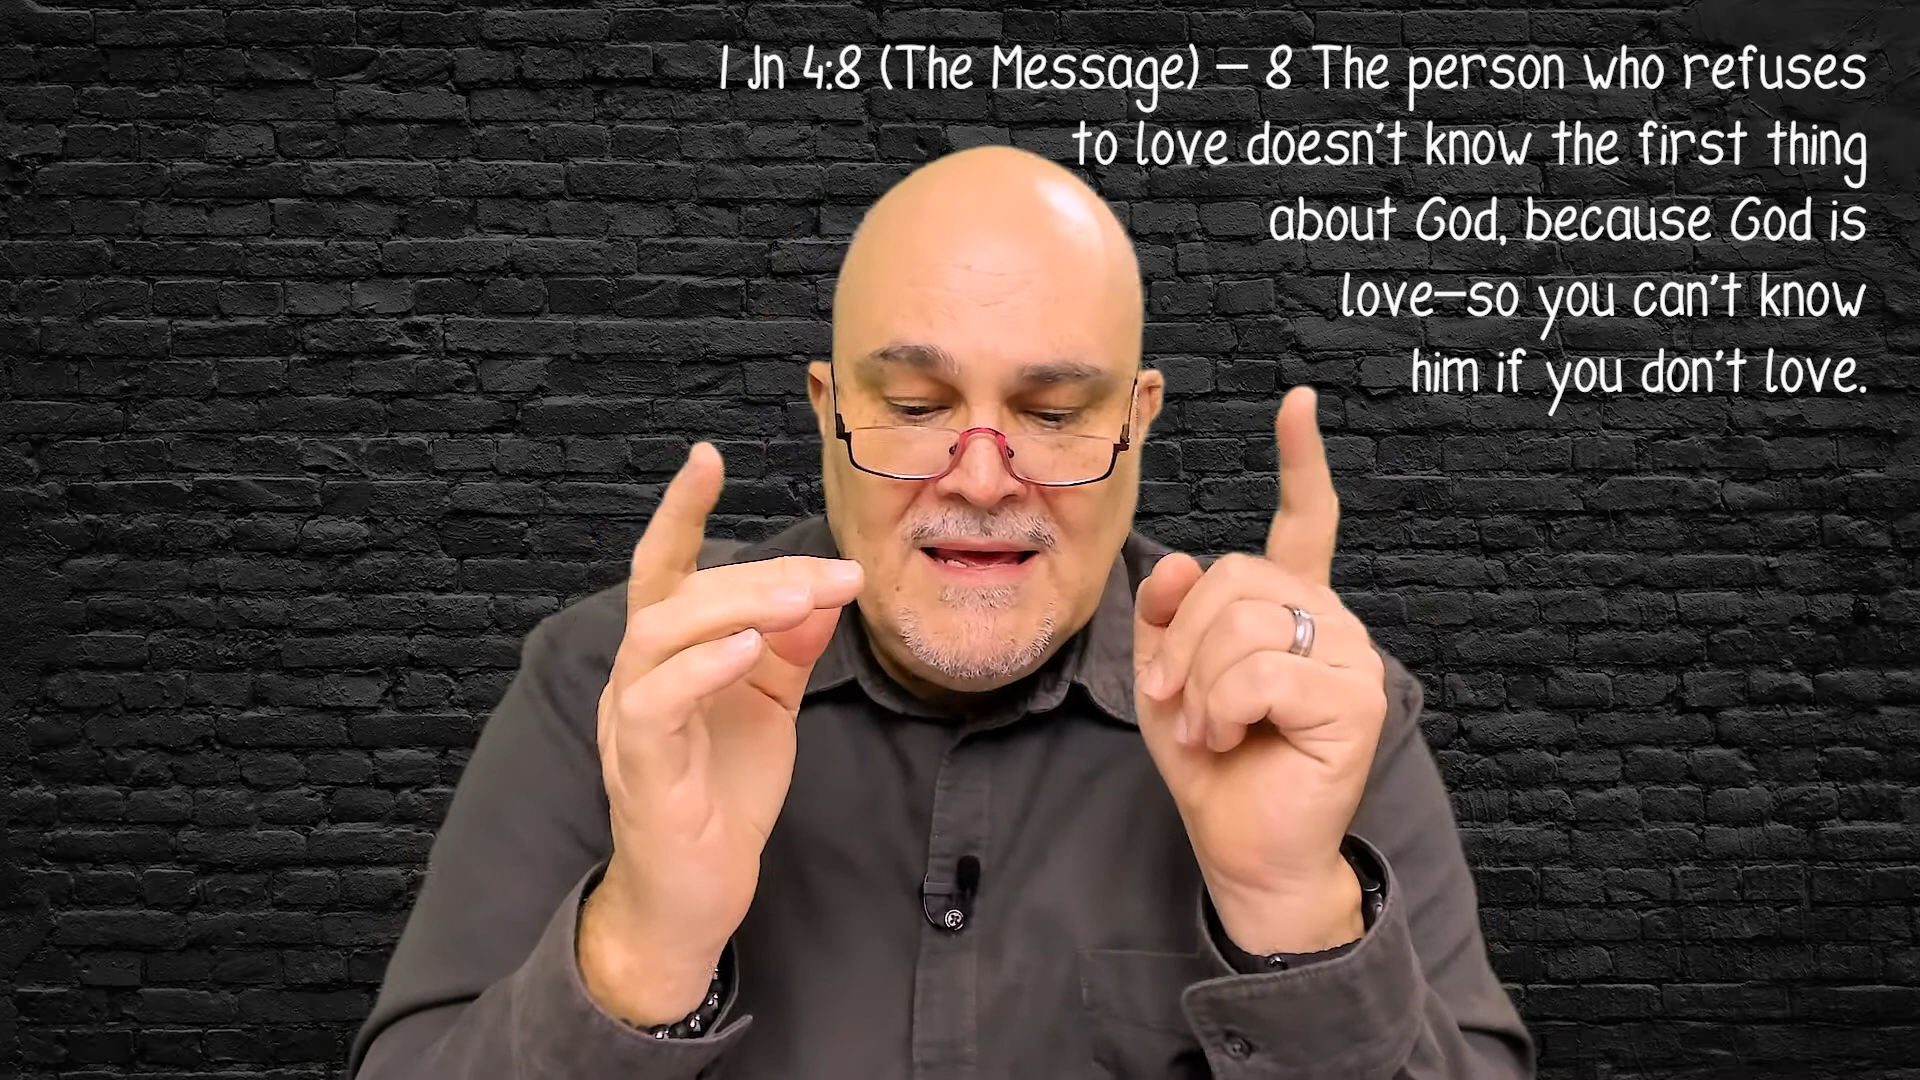 1 Jn 4:8 (The Message) – 8 The person who refuses
to love doesn't know the first thing
about God, because God is
love—so you can't know
him if you don't love.